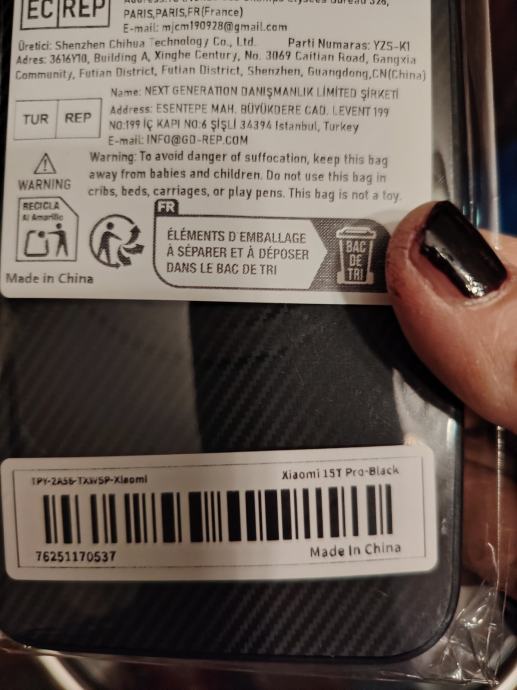 EC REP
PARIS,PARIS,FR(France)
E-mail: mjcm190928@gmail.com
Üretici: Shenzhen Chihua Technology Co., Ltd. Parti Numaras: YZS-K1
Adres: 3616Y10, Building A, Xinghe Century, No. 3069 Caitian Road, Gangxia
Community, Futian District, Futian District, Shenzhen, Guangdong,CN(China)
TUR REP
Name: NEXT GENERATION DANIŞMANLIK LİMİTED ŞİRKETİ
Address: ESENTEPE MAH. BÜYÜKDERE CAD. LEVENT 199
NO:199 İÇ KAPI NO:6 ŞİŞLİ 34394 Istanbul, Turkey
E-mail: INFO@GD-REP.COM
WARNING
Warning: To avoid danger of suffocation, keep this bag
away from babies and children. Do not use this bag in
cribs, beds, carriages, or play pens. This bag is not a toy.
RECICLA
Al Amarillo
FR
ÉLÉMENTS D EMBALLAGE
À SÉPARER ET À DÉPOSER
DANS LE BAC DE TRI
BAC
DE
TRI
Made in China
Xiaomi 15T Pro-Black
76251170537
Made In China